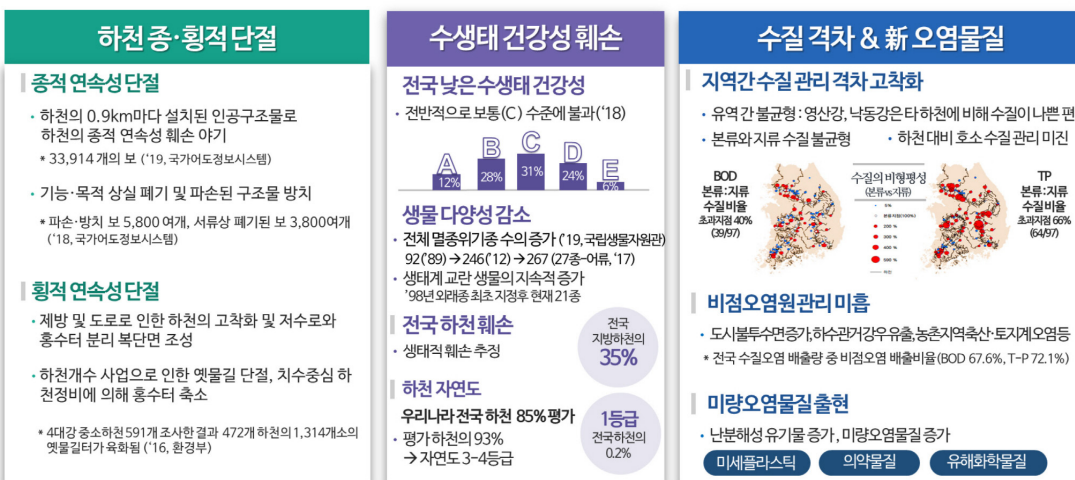 하천 종·횡적 단절
종적 연속성 단절
• 하천의 0.9km마다 설치된 인공구조물로
하천의 종적 연속성 훼손 야기
* 33,914 개의 보 ('19, 국가어도정보시스템)
• 기능·목적 상실 폐기 및 파손된 구조물 방치
* 파손·방치 보 5,800 여개, 서류상 폐기된 보 3,800여개
('18, 국가어도정보시스템)
횡적 연속성 단절
• 제방 및 도로로 인한 하천의 고착화 및 저수로와
홍수터 분리 복단면 조성
• 하천개수 사업으로 인한 옛물길 단절, 치수중심 하
천정비에 의해 홍수터 축소
* 4대강 중소하천 591개 조사한 결과 472개 하천의 1,314개소의
옛물길터가 육화됨 ('16, 환경부)
수생태 건강성 훼손
전국 낮은 수생태 건강성
• 전반적으로 보통(C) 수준에 불과('18)
A B C D E
12% 28% 31% 24% 6%
생물 다양성 감소
• 전체 멸종위기종 수의 증가 ('19, 국립생물자원관)
92('89) → 246('12) → 267 (27종-어류, '17)
• 생태계 교란 생물의 지속적 증가
'98년 외래종 최초 지정후 현재 21종
전국 하천 훼손
• 생태적 훼손 추정
전국
지방하천의
35%
하천 자연도
우리나라 전국 하천 85% 평가
• 평가 하천의 93%
→ 자연도 3-4등급
1등급
전국하천의
0.2%
수질 격차 & 新 오염물질
지역간 수질 관리 격차 고착화
• 유역 간 불균형 : 영산강, 낙동강은 타 하천에 비해 수질이 나쁜 편
• 본류와 지류 수질 불균형 • 하천 대비 호소 수질 관리 미진
BOD
본류:지류
수질 비율
초과지점 40%
(39/97)
수질의 비형평성
(본류vs지류)
0%
200 %
300 %
400 %
500 %
TP
본류:지류
수질 비율
초과지점 66%
(64/97)
비점오염원관리 미흡
• 도시불투수면증가, 하수관거강우유출, 농촌지역축산·토지계오염등
* 전국 수질오염 배출량 중 비점오염 배출비율 (BOD 67.6%, T-P 72.1%)
미량오염물질 출현
• 난분해성 유기물 증가, 미량오염물질 증가
미세플라스틱 의약물질 유해화학물질